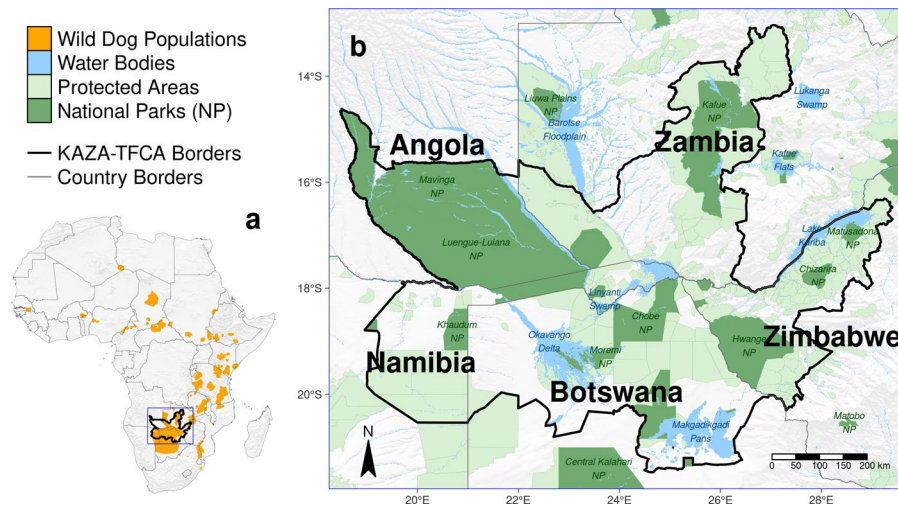 Wild Dog Populations
Water Bodies
Protected Areas
National Parks (NP)
KAZA-TFCA Borders
Country Borders
a
b
14°S
16°S
18°S
20°S
Liuwa Plains
NP
Barotse
Floodplain
Kafue
NP
Lukanga
Swamp
Zambia
Kafue
Flats
Angola
Mavinga
NP
Luengue-Luiana
NP
Lake
Kariba
Matusadona
NP
Chizarira
NP
Linyanti
Swamp
Chobe
NP
Khaudum
NP
Okavango
Delta
Moremi
NP
Hwange
NP
Zimbabwe
Namibia
Botswana
Makgadikgadi
Pans
Matobo
NP
Central Kalahari
NP
N
0 50 100 150 200 km
20°E
22°E
24°E
26°E
28°E